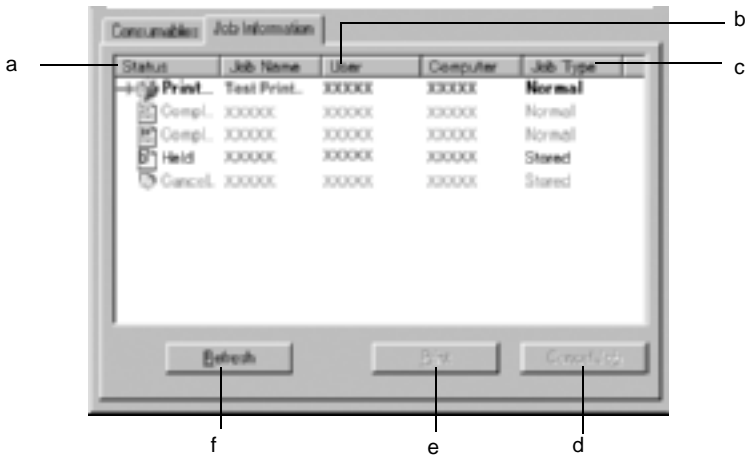 b
Consumables Job Information
a
Status Job Name User Computer Job Type
c
Print... Test Print.. XXXXX XXXXX Normal
Compl.. XXXXX XXXXX XXXXX Normal
Compl.. XXXXX XXXXX XXXXX Normal
Held XXXXX XXXXX XXXXX Stored
Cancel. XXXXX XXXXX XXXXX Stored
Refresh Print Cancel Job
f e d